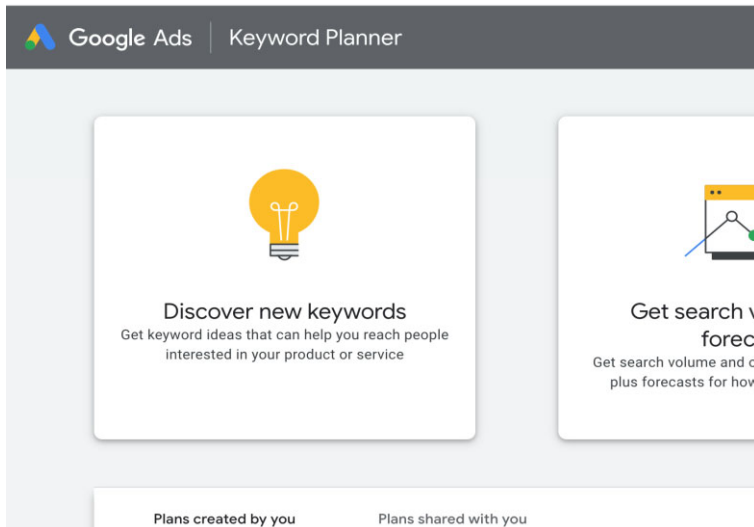 Google Ads | Keyword Planner
Discover new keywords
Get keyword ideas that can help you reach people
interested in your product or service
Get search
forec
Get search volume and
plus forecasts for how
Plans created by you
Plans shared with you